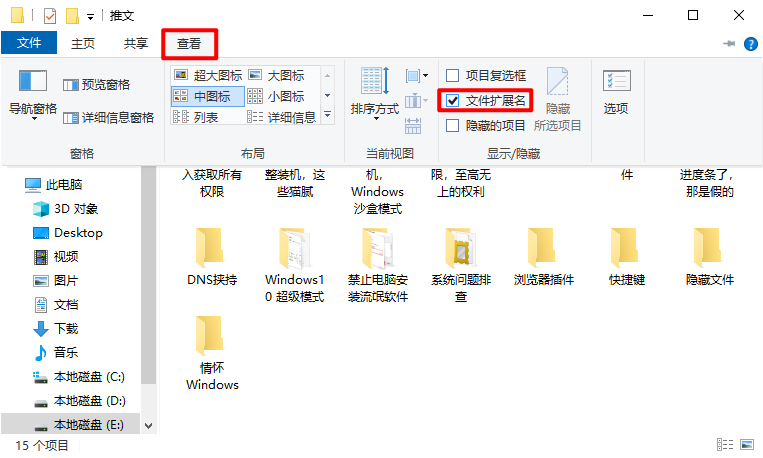 推文
文件 主页 共享 查看
导航窗格
预览窗格
详细信息窗格
窗格
超大图标 大图标
中图标 小图标
列表 详细信息
布局
排序方式
当前视图
项目复选框
文件扩展名
隐藏的项目
隐藏
所选项目
显示/隐藏
选项
此电脑
3D 对象
Desktop
视频
图片
文档
下载
音乐
本地磁盘 (C:)
本地磁盘 (D:)
本地磁盘 (E:)
入获取所有
权限
整装机，这
些猫腻
机，
Windows
沙盒模式
限，至高无
上的权利
件
进度条了，
那是假的
DNS挟持
Windows1
0 超级模式
禁止电脑安
装流氓软件
系统问题排
查
浏览器插件
快捷键
隐藏文件
情怀
Windows
15 个项目